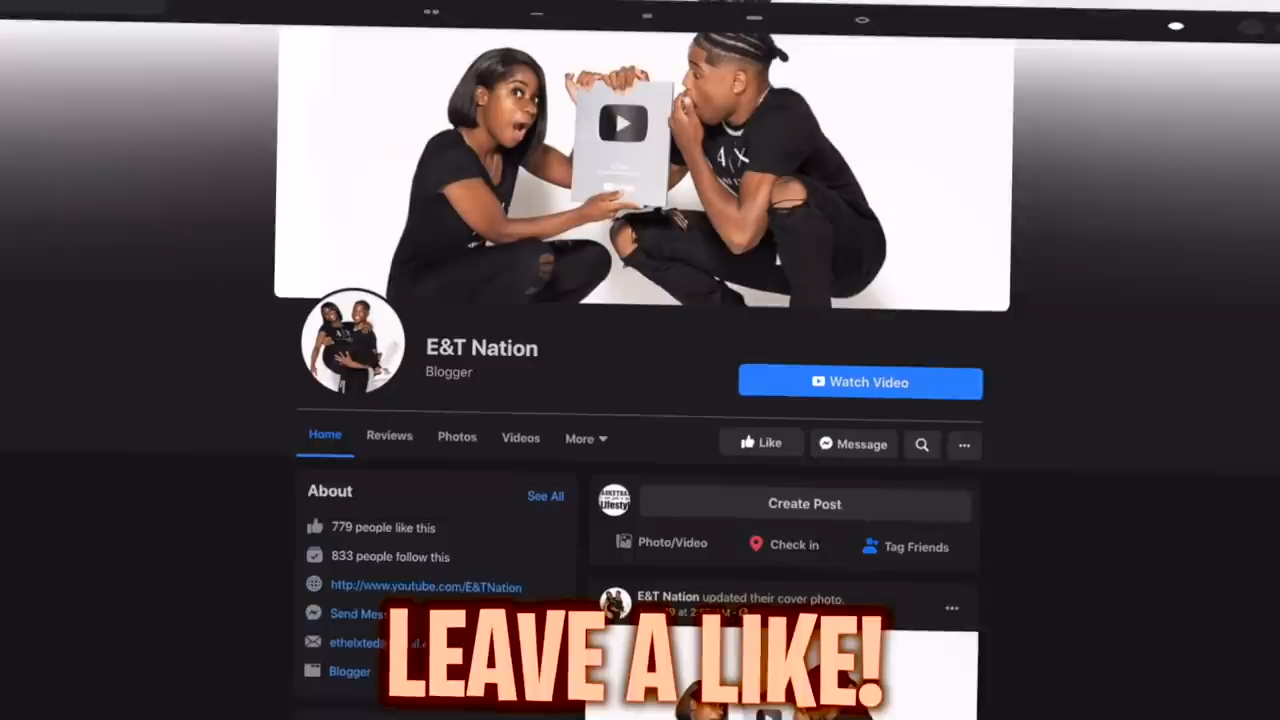 E&T Nation
Blogger
Watch Video
Home
Reviews
Photos
Videos
More
Like
Message
About
See All
779 people like this
833 people follow this
http://www.youtube.com/E&TNation
Send
Blogger
Create Post
Photo/Video
Check in
Tag Friends
E&T Nation updated their cover photo.
LEAVE A LIKE!